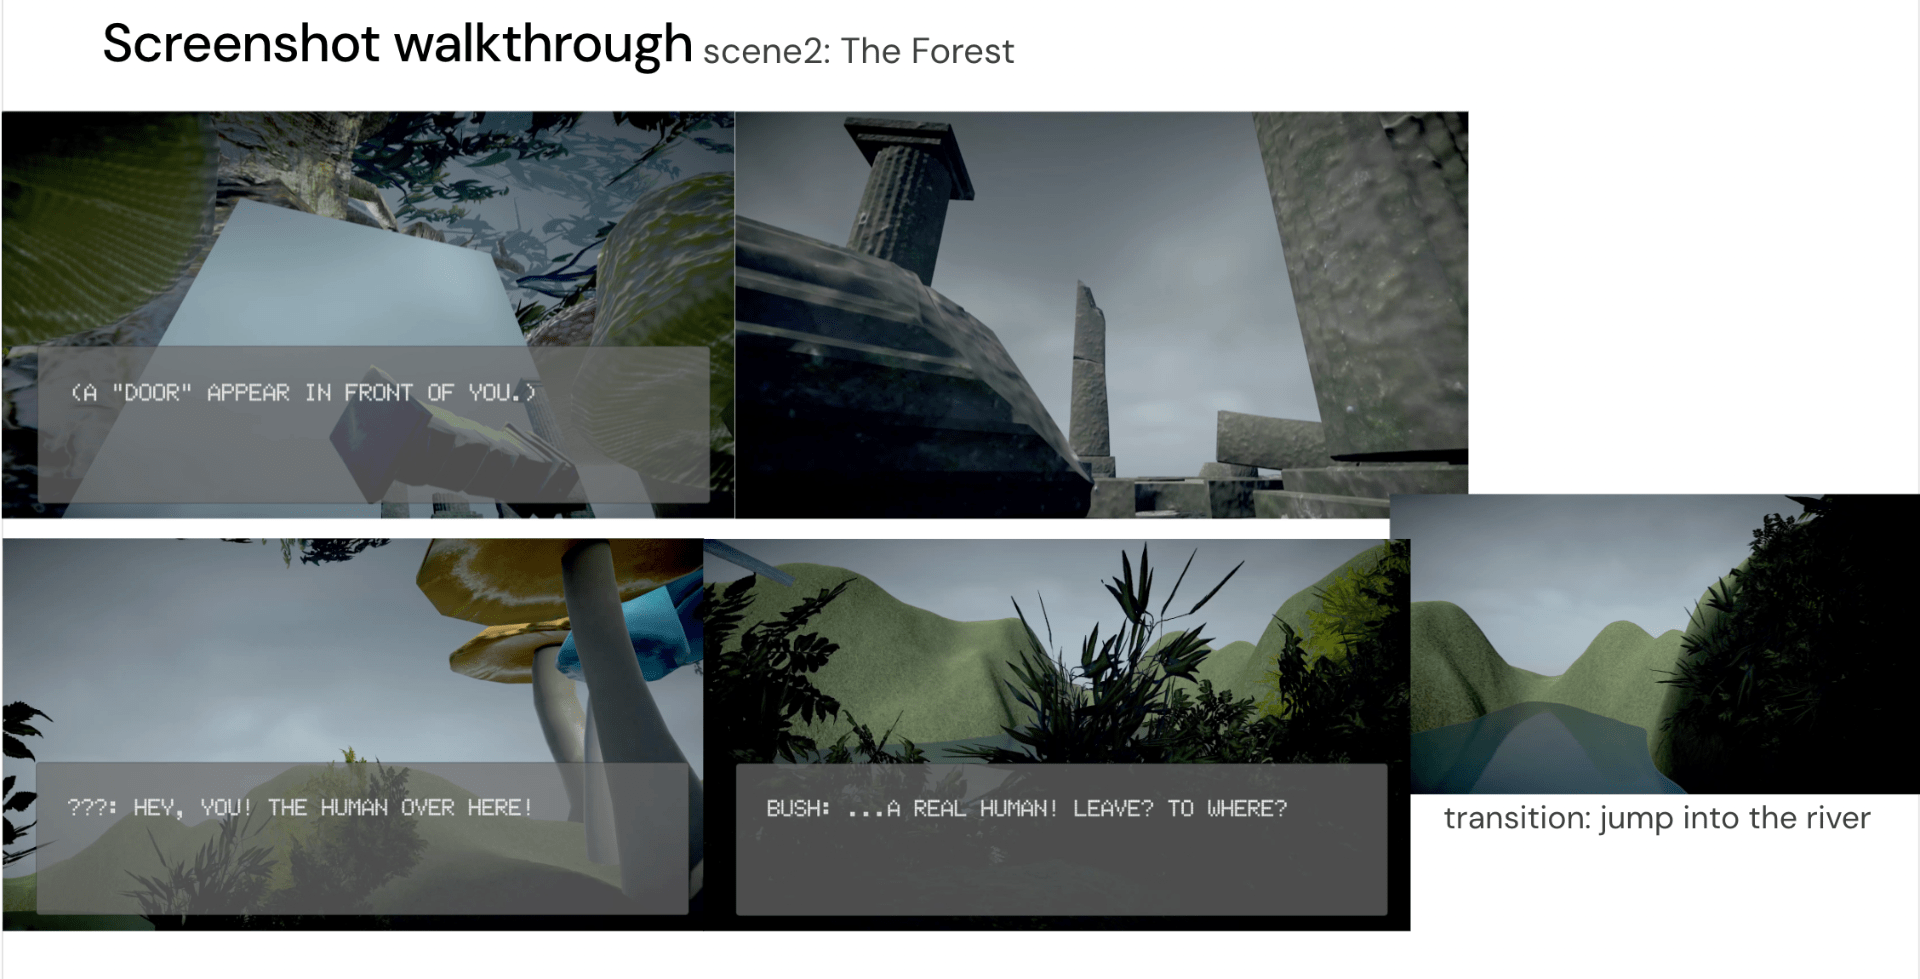 Screenshot walkthrough scene2: The Forest
(A "DOOR" APPEAR IN FRONT OF YOU.)
???: HEY, YOU! THE HUMAN OVER HERE!
BUSH: ...A REAL HUMAN! LEAVE? TO WHERE?
transition: jump into the river